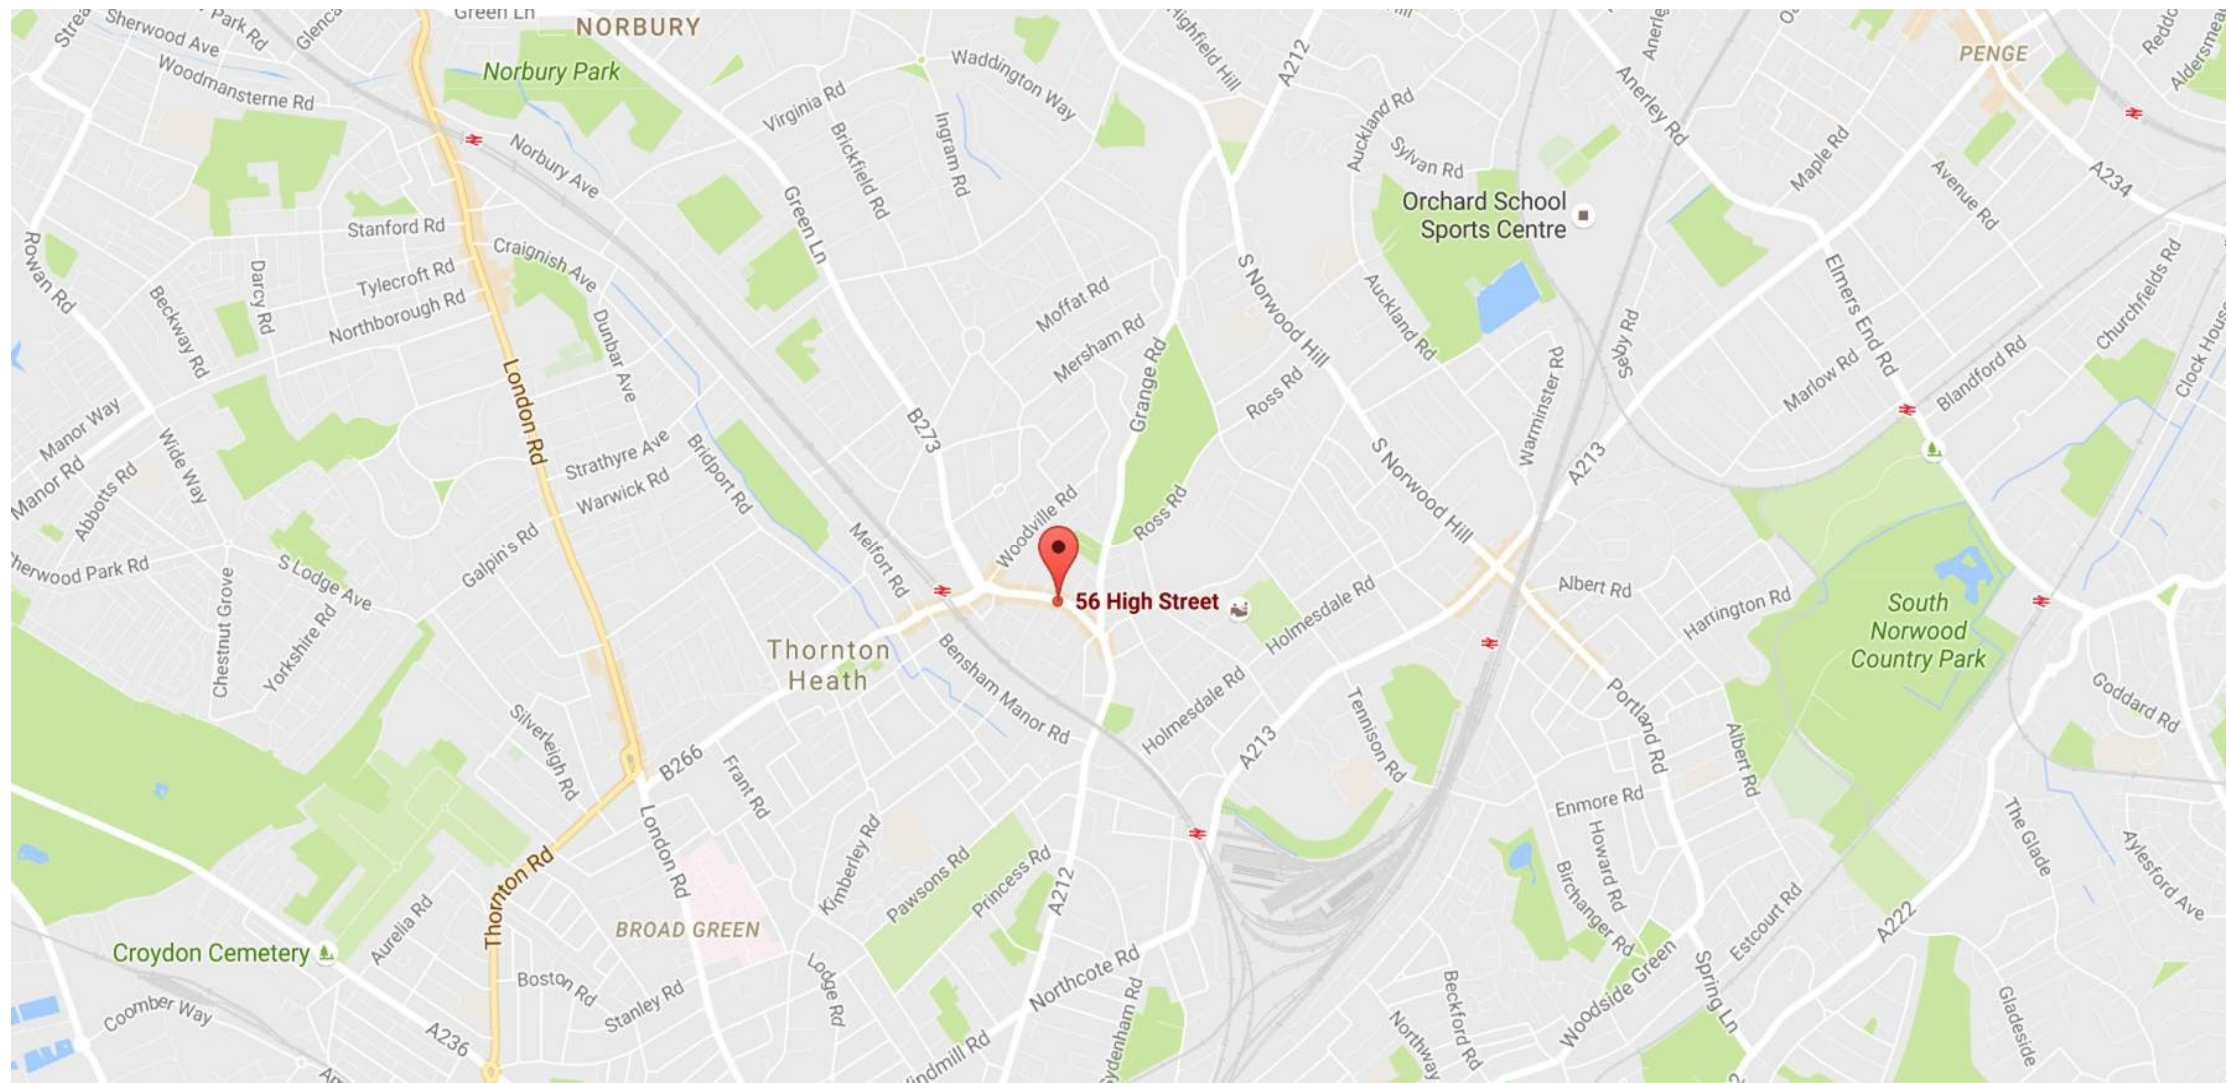 Green Ln
NORBURY
Park Rd
Sherwood Ave
Highfield Hill
A212
PENGE
Norbury Park
Waddington Way
Woodmansterne Rd
Virginia Rd
Auckland Rd
Anerley Rd
Brickfield Rd
Ingram Rd
Norbury Ave
Sylvan Rd
Maple Rd
A234
Avenue Rd
Orchard School
Sports Centre
Stanford Rd
Green Ln
Craignish Ave
Rowan Rd
Darcy Rd
Tylecroft Rd
Northborough Rd
Beckway Rd
Moffat Rd
Mersham Rd
S Norwood Hill
Auckland Rd
Elmers End Rd
Churchfields Rd
Dunbar Ave
Seaby Rd
Clock House
London Rd
Grange Rd
Ross Rd
Warminster Rd
Marlow Rd
Blandford Rd
Manor Way
B273
Wide Way
Strathyre Ave
Warwick Rd
Bridport Rd
S Norwood Hill
A213
Manor Rd
Abbotts Rd
Woodville Rd
Ross Rd
Galpin's Rd
Melfort Rd
herwood Park Rd
S Lodge Ave
Chestnut Grove
Yorkshire Rd
56 High Street
Holmesdale Rd
Albert Rd
Harrington Rd
South
Norwood
Country Park
Thornton
Heath
Bensham Manor Rd
Holmesdale Rd
Tennison Rd
Portland Rd
Goddard Rd
Silverleigh Rd
B266
Frant Rd
A213
Albert Rd
London Rd
Kimberley Rd
Enmore Rd
Howard Rd
The Glade
Aylesford Ave
Thornton Rd
Pawsons Rd
Princess Rd
A212
Birchanger Rd
Estcourt Rd
A222
Aurelia Rd
BROAD GREEN
Croydon Cemetery
Boston Rd
Stanley Rd
Lodge Rd
Northcote Rd
Woodside Green
Spring Ln
Beckford Rd
Coomber Way
A236
indmill Rd
ydenham Rd
Northway
Gladeside